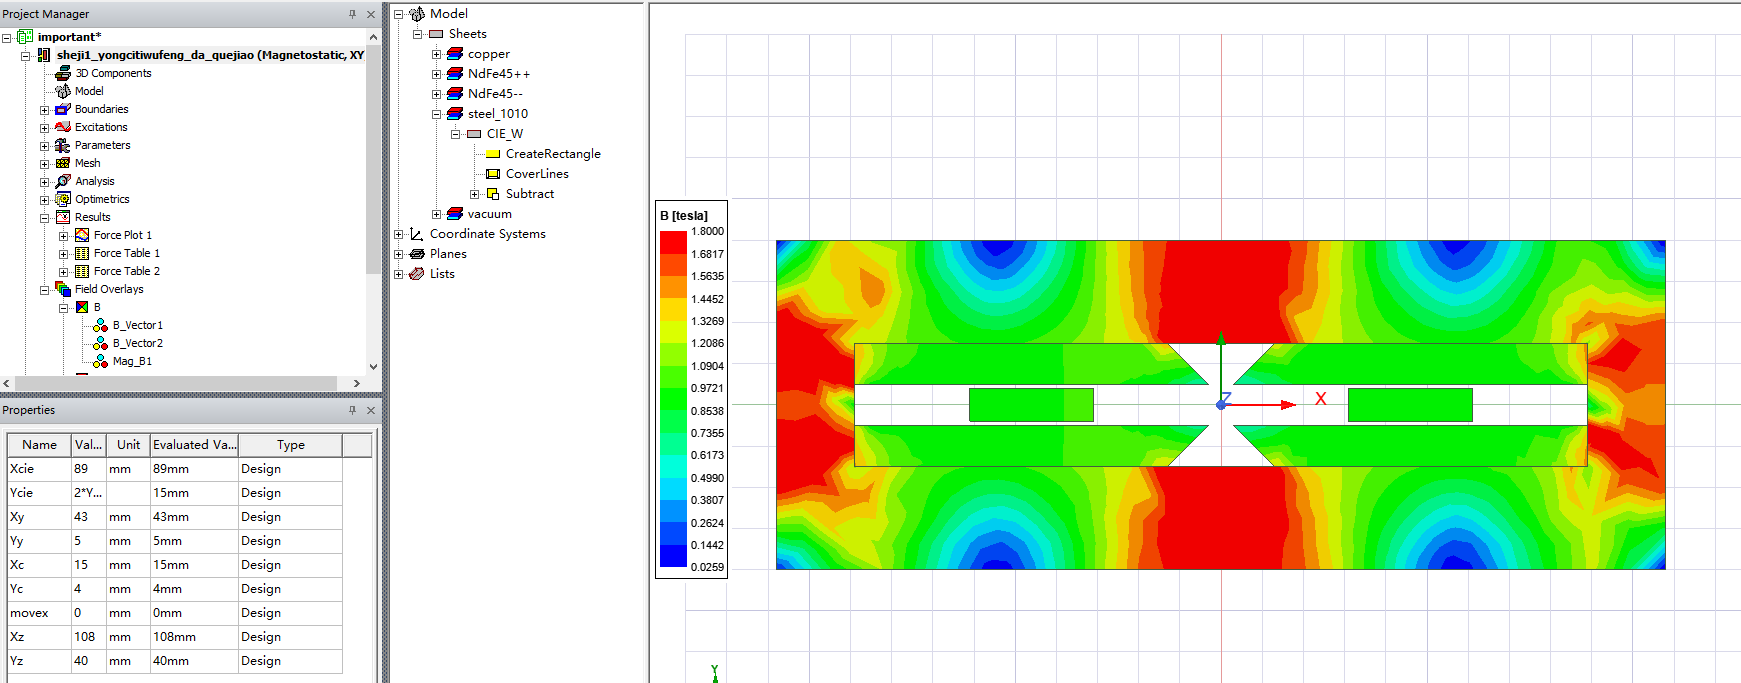 Project Manager
important*
sheji1_yongcitiwufeng_da_quejiao (Magnetostatic, XY
3D Components
Model
Boundaries
Excitations
Parameters
Mesh
Analysis
Optimetrics
Results
Force Plot 1
Force Table 1
Force Table 2
Field Overlays
B
B_Vector1
B_Vector2
Mag_B1
Properties
Name Val... Unit Evaluated Va... Type
Xcie 89 mm 89mm Design
Ycie 2*Y... 15mm Design
Xy 43 mm 43mm Design
Yy 5 mm 5mm Design
Xc 15 mm 15mm Design
Yc 4 mm 4mm Design
movex 0 mm 0mm Design
Xz 108 mm 108mm Design
Yz 40 mm 40mm Design
Model
Sheets
copper
NdFe45++
NdFe45--
steel_1010
CIE_W
CreateRectangle
CoverLines
Subtract
vacuum
Coordinate Systems
Planes
Lists
B [tesla]
1.8000
1.6817
1.5635
1.4452
1.3269
1.2086
1.0904
0.9721
0.8538
0.7355
0.6173
0.4990
0.3807
0.2624
0.1442
0.0259
Z
X
Y